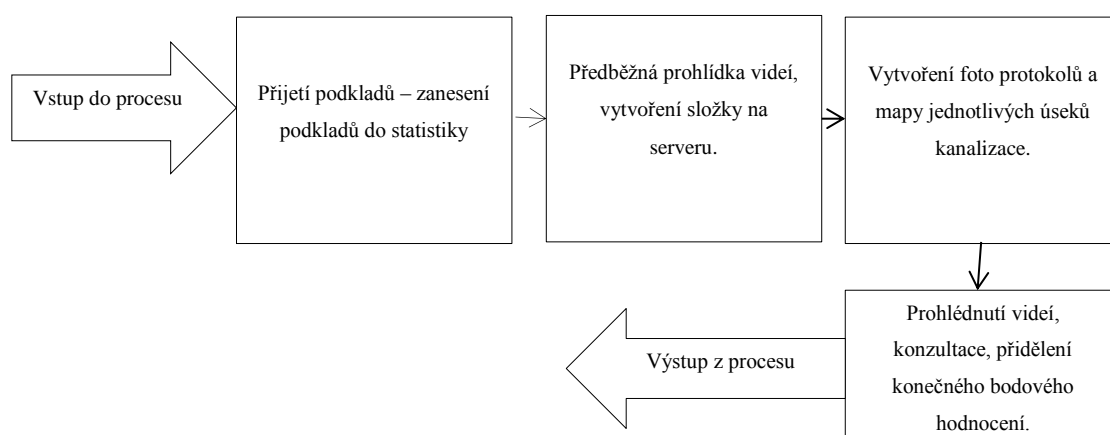 Vstup do procesu
Přijetí podkladů – zanesení
podkladů do statistiky
Předběžná prohlídka videí,
vytvoření složky na
serveru.
Vytvoření foto protokolů a
mapy jednotlivých úseků
kanalizace.
Prohlédnutí videí,
konzultace, přidělení
konečného bodového
hodnocení.
Výstup z procesu